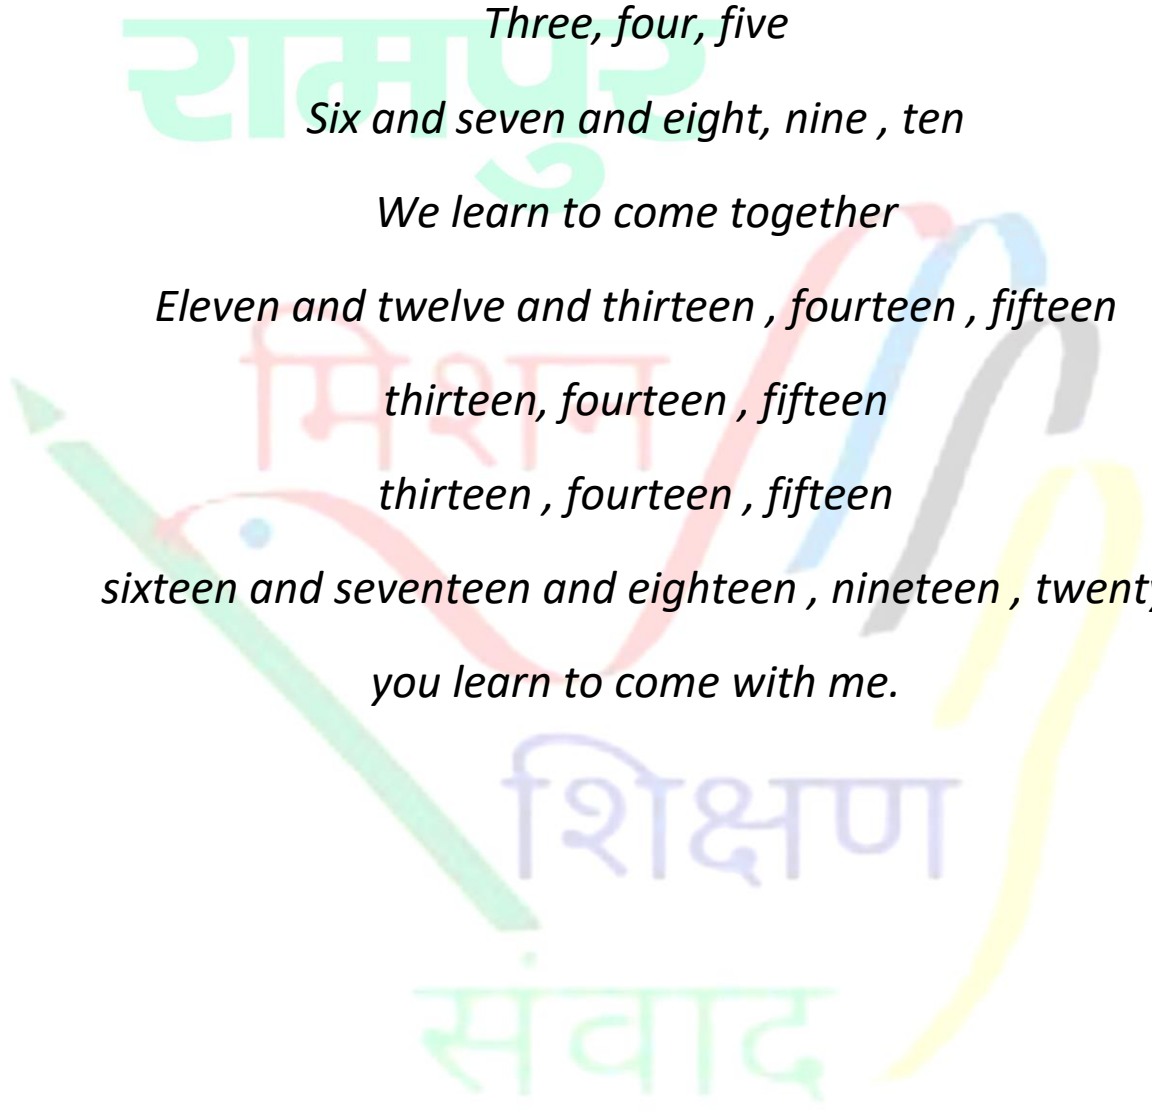 रामपुर
Three, four, five
Six and seven and eight, nine , ten
We learn to come together
Eleven and twelve and thirteen , fourteen , fifteen
मिशन
thirteen, fourteen , fifteen
thirteen , fourteen , fifteen
sixteen and seventeen and eighteen , nineteen , twenty
you learn to come with me.
शिक्षण
संवाद